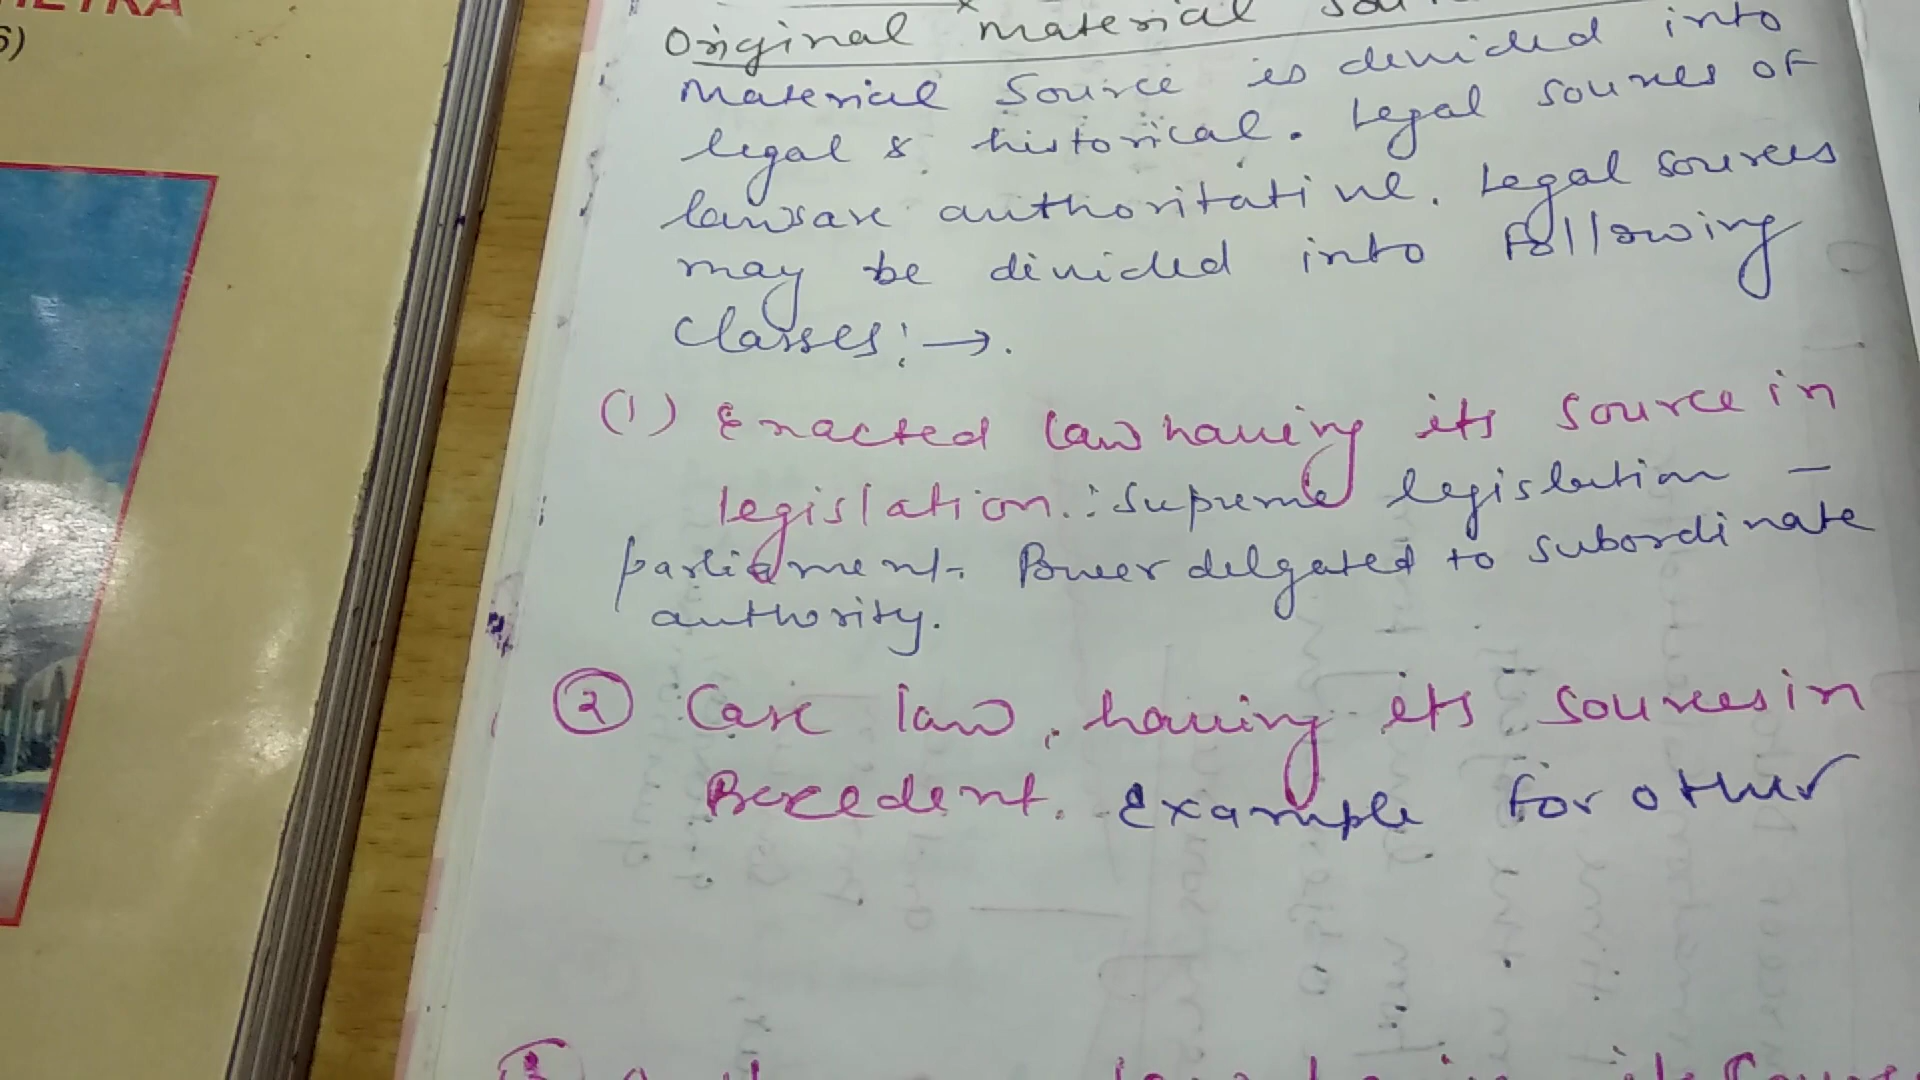 6)
Original material
Material Source is devided into
legal & historical. Legal sources of
laws are authoritative. Legal sources
may be divided into following
Classes:→.
(1) Enacted law having its source in
legislation.: Supreme legislation -
parliament. Power delgated to subordinate
authority.
② Case law, having its sources in
Precedent. Example for other